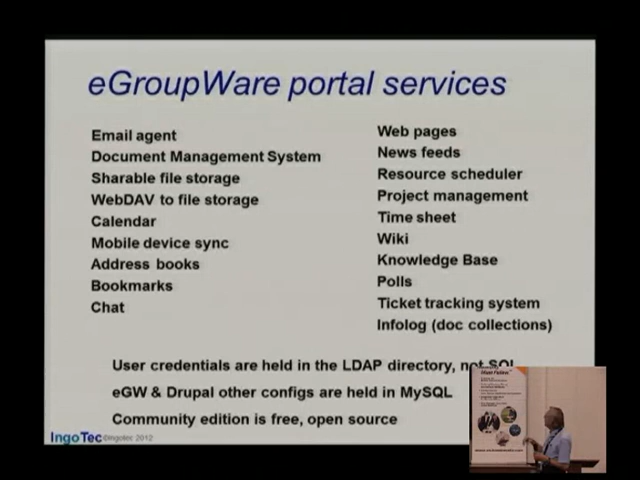 eGroupWare portal services
Email agent
Document Management System
Sharable file storage
WebDAV to file storage
Calendar
Mobile device sync
Address books
Bookmarks
Chat
Web pages
News feeds
Resource scheduler
Project management
Time sheet
Wiki
Knowledge Base
Polls
Ticket tracking system
Infolog (doc collections)
User credentials are held in the LDAP directory, not SQL
eGW & Drupal other configs are held in MySQL
Community edition is free, open source
IngoTec ©Ingotec 2012